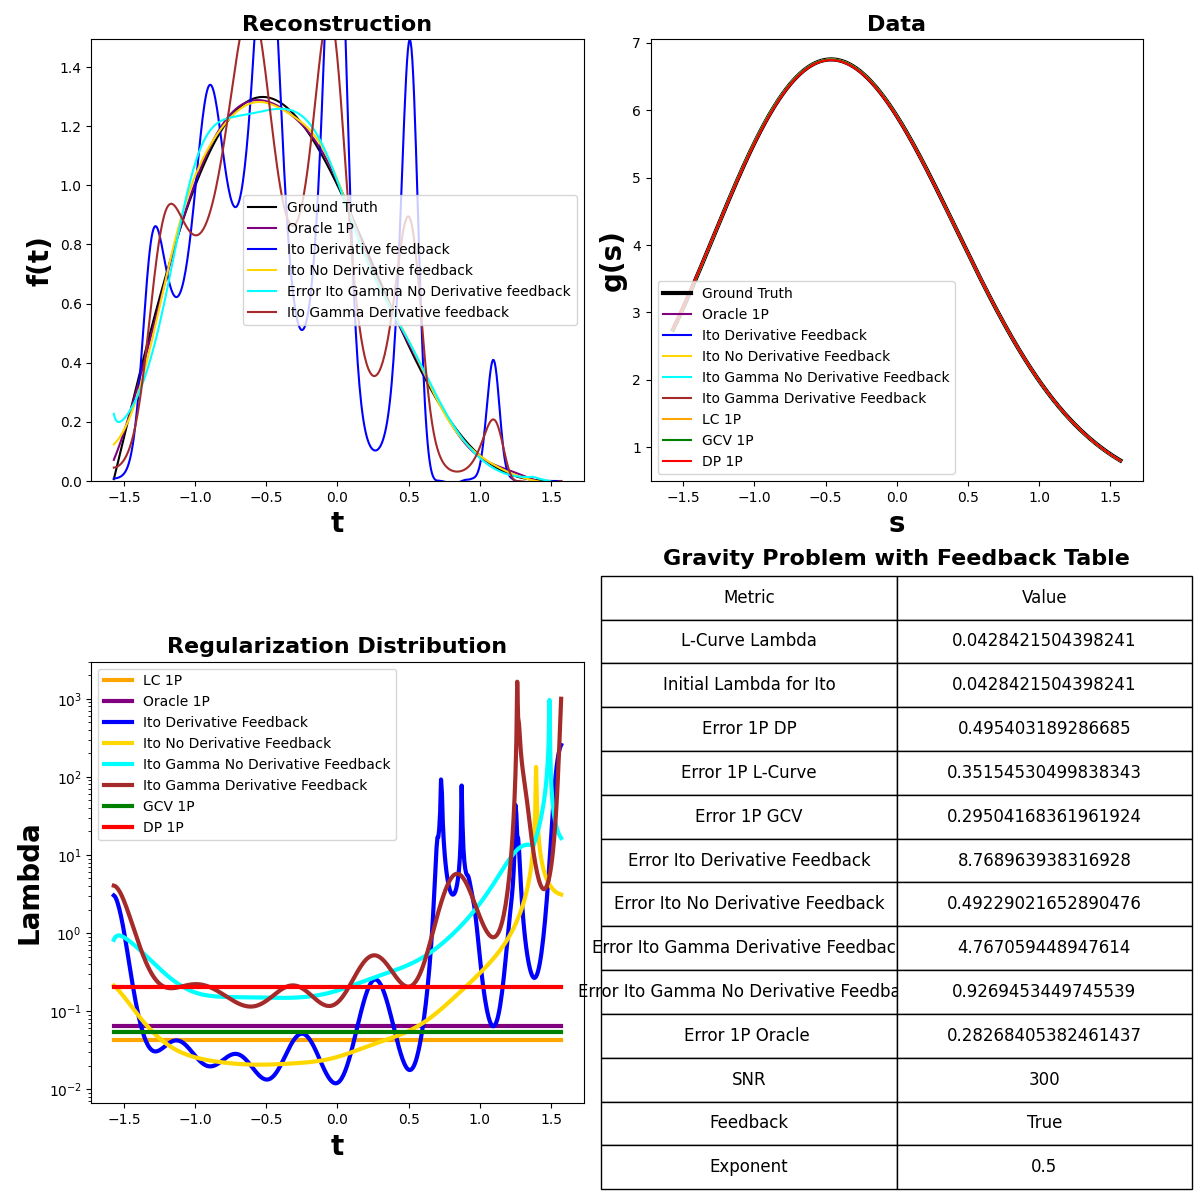 Reconstruction
f(t)
1.4
1.2
1.0
0.8
0.6
0.4
0.2
0.0
−1.5 −1.0 −0.5 0.0 0.5 1.0 1.5
t
Ground Truth
Oracle 1P
Ito Derivative feedback
Ito No Derivative feedback
Error Ito Gamma No Derivative feedback
Ito Gamma Derivative feedback
Data
g(s)
7
6
5
4
3
2
1
−1.5 −1.0 −0.5 0.0 0.5 1.0 1.5
s
Ground Truth
Oracle 1P
Ito Derivative Feedback
Ito No Derivative Feedback
Ito Gamma No Derivative Feedback
Ito Gamma Derivative Feedback
LC 1P
GCV 1P
DP 1P
Regularization Distribution
Lambda
10³
10²
10¹
10⁰
10⁻¹
10⁻²
−1.5 −1.0 −0.5 0.0 0.5 1.0 1.5
t
LC 1P
Oracle 1P
Ito Derivative Feedback
Ito No Derivative Feedback
Ito Gamma No Derivative Feedback
Ito Gamma Derivative Feedback
GCV 1P
DP 1P
Gravity Problem with Feedback Table
Metric Value
L-Curve Lambda 0.0428421504398241
Initial Lambda for Ito 0.0428421504398241
Error 1P DP 0.495403189286685
Error 1P L-Curve 0.35154530499838343
Error 1P GCV 0.29504168361961924
Error Ito Derivative Feedback 8.768963938316928
Error Ito No Derivative Feedback 0.49229021652890476
Error Ito Gamma Derivative Feedbac 4.767059448947614
Error Ito Gamma No Derivative Feedba 0.9269453449745539
Error 1P Oracle 0.28268405382461437
SNR 300
Feedback True
Exponent 0.5